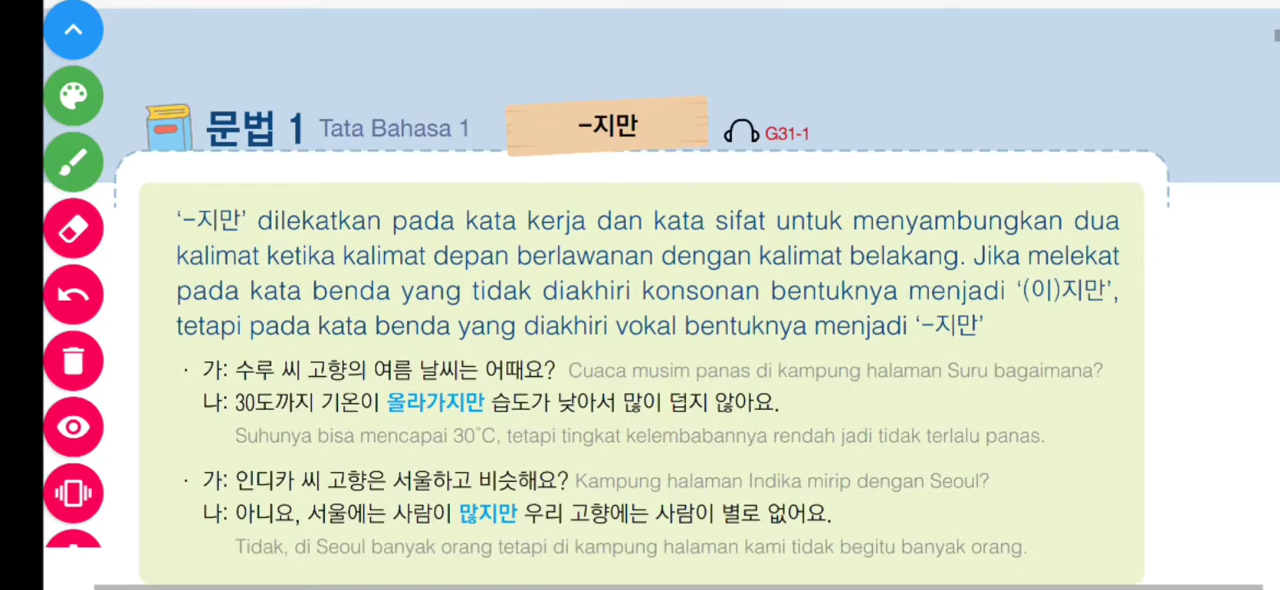 문법 1 Tata Bahasa 1 -지만 G31-1
'-지만' dilekatkan pada kata kerja dan kata sifat untuk menyambungkan dua
kalimat ketika kalimat depan berlawanan dengan kalimat belakang. Jika melekat
pada kata benda yang tidak diakhiri konsonan bentuknya menjadi '(이)지만',
tetapi pada kata benda yang diakhiri vokal bentuknya menjadi '-지만'
· 가: 수루 씨 고향의 여름 날씨는 어때요? Cuaca musim panas di kampung halaman Suru bagaimana?
나: 30도까지 기온이 올라가지만 습도가 낮아서 많이 덥지 않아요.
Suhunya bisa mencapai 30˚C, tetapi tingkat kelembabannya rendah jadi tidak terlalu panas.
· 가: 인디카 씨 고향은 서울하고 비슷해요? Kampung halaman Indika mirip dengan Seoul?
나: 아니요, 서울에는 사람이 많지만 우리 고향에는 사람이 별로 없어요.
Tidak, di Seoul banyak orang tetapi di kampung halaman kami tidak begitu banyak orang.